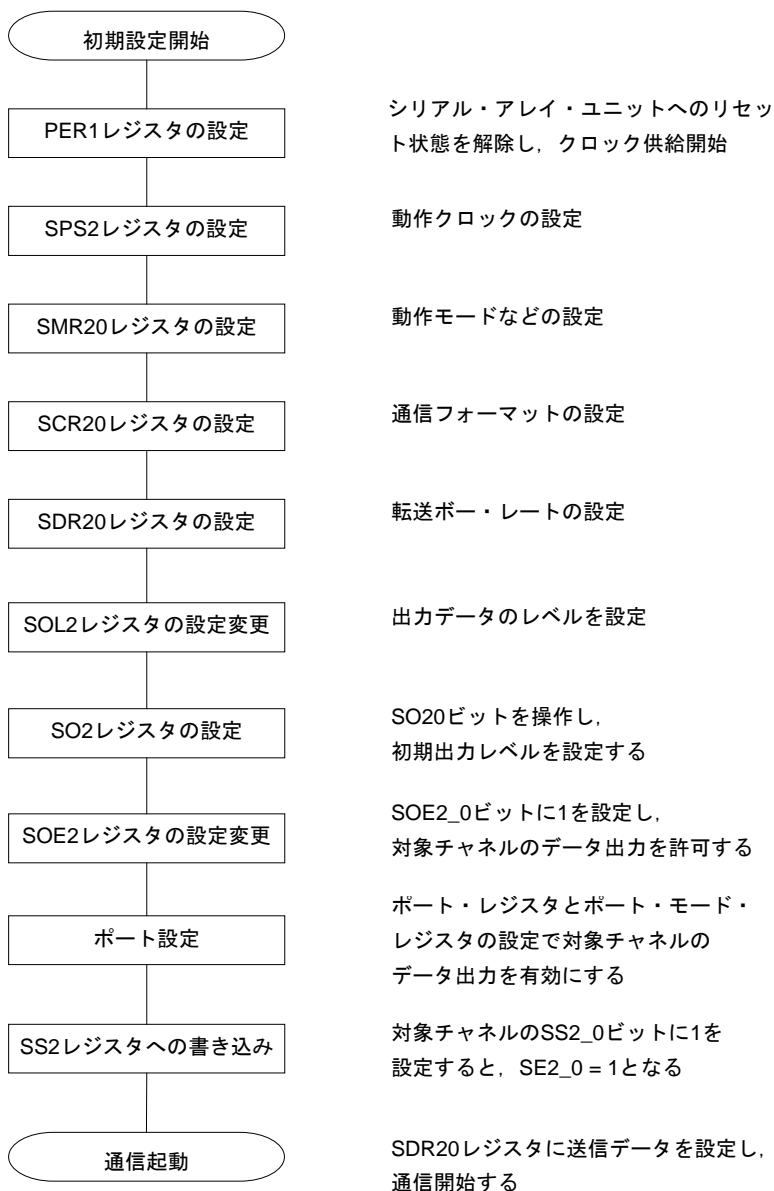 初期設定開始
PER1レジスタの設定
シリアル・アレイ・ユニットへのリセッ
ト状態を解除し，クロック供給開始
SPS2レジスタの設定
動作クロックの設定
SMR20レジスタの設定
動作モードなどの設定
SCR20レジスタの設定
通信フォーマットの設定
SDR20レジスタの設定
転送ボー・レートの設定
SOL2レジスタの設定変更
出力データのレベルを設定
SO2レジスタの設定
SO20ビットを操作し，
初期出力レベルを設定する
SOE2レジスタの設定変更
SOE2_0ビットに1を設定し，
対象チャネルのデータ出力を許可する
ポート設定
ポート・レジスタとポート・モード・
レジスタの設定で対象チャネルの
データ出力を有効にする
SS2レジスタへの書き込み
対象チャネルのSS2_0ビットに1を
設定すると，SE2_0 = 1となる
通信起動
SDR20レジスタに送信データを設定し，
通信開始する